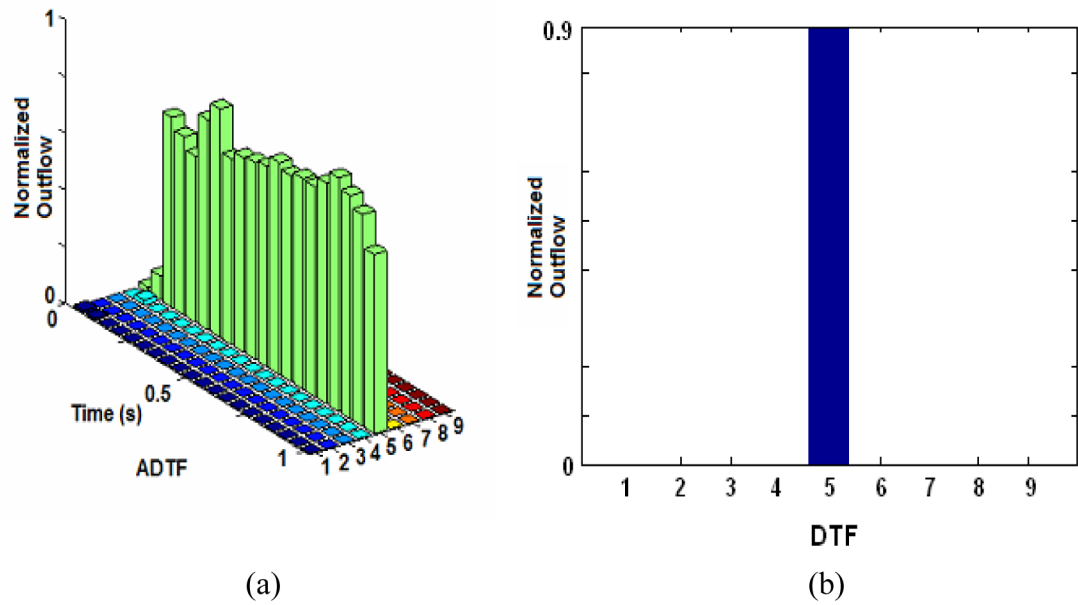 1
Normalized
Outflow
0
0
0.5
Time (s)
1
ADTF
1 2 3 4 5 6 7 8 9
(a)
0.9
Normalized
Outflow
0
1 2 3 4 5 6 7 8 9
DTF
(b)